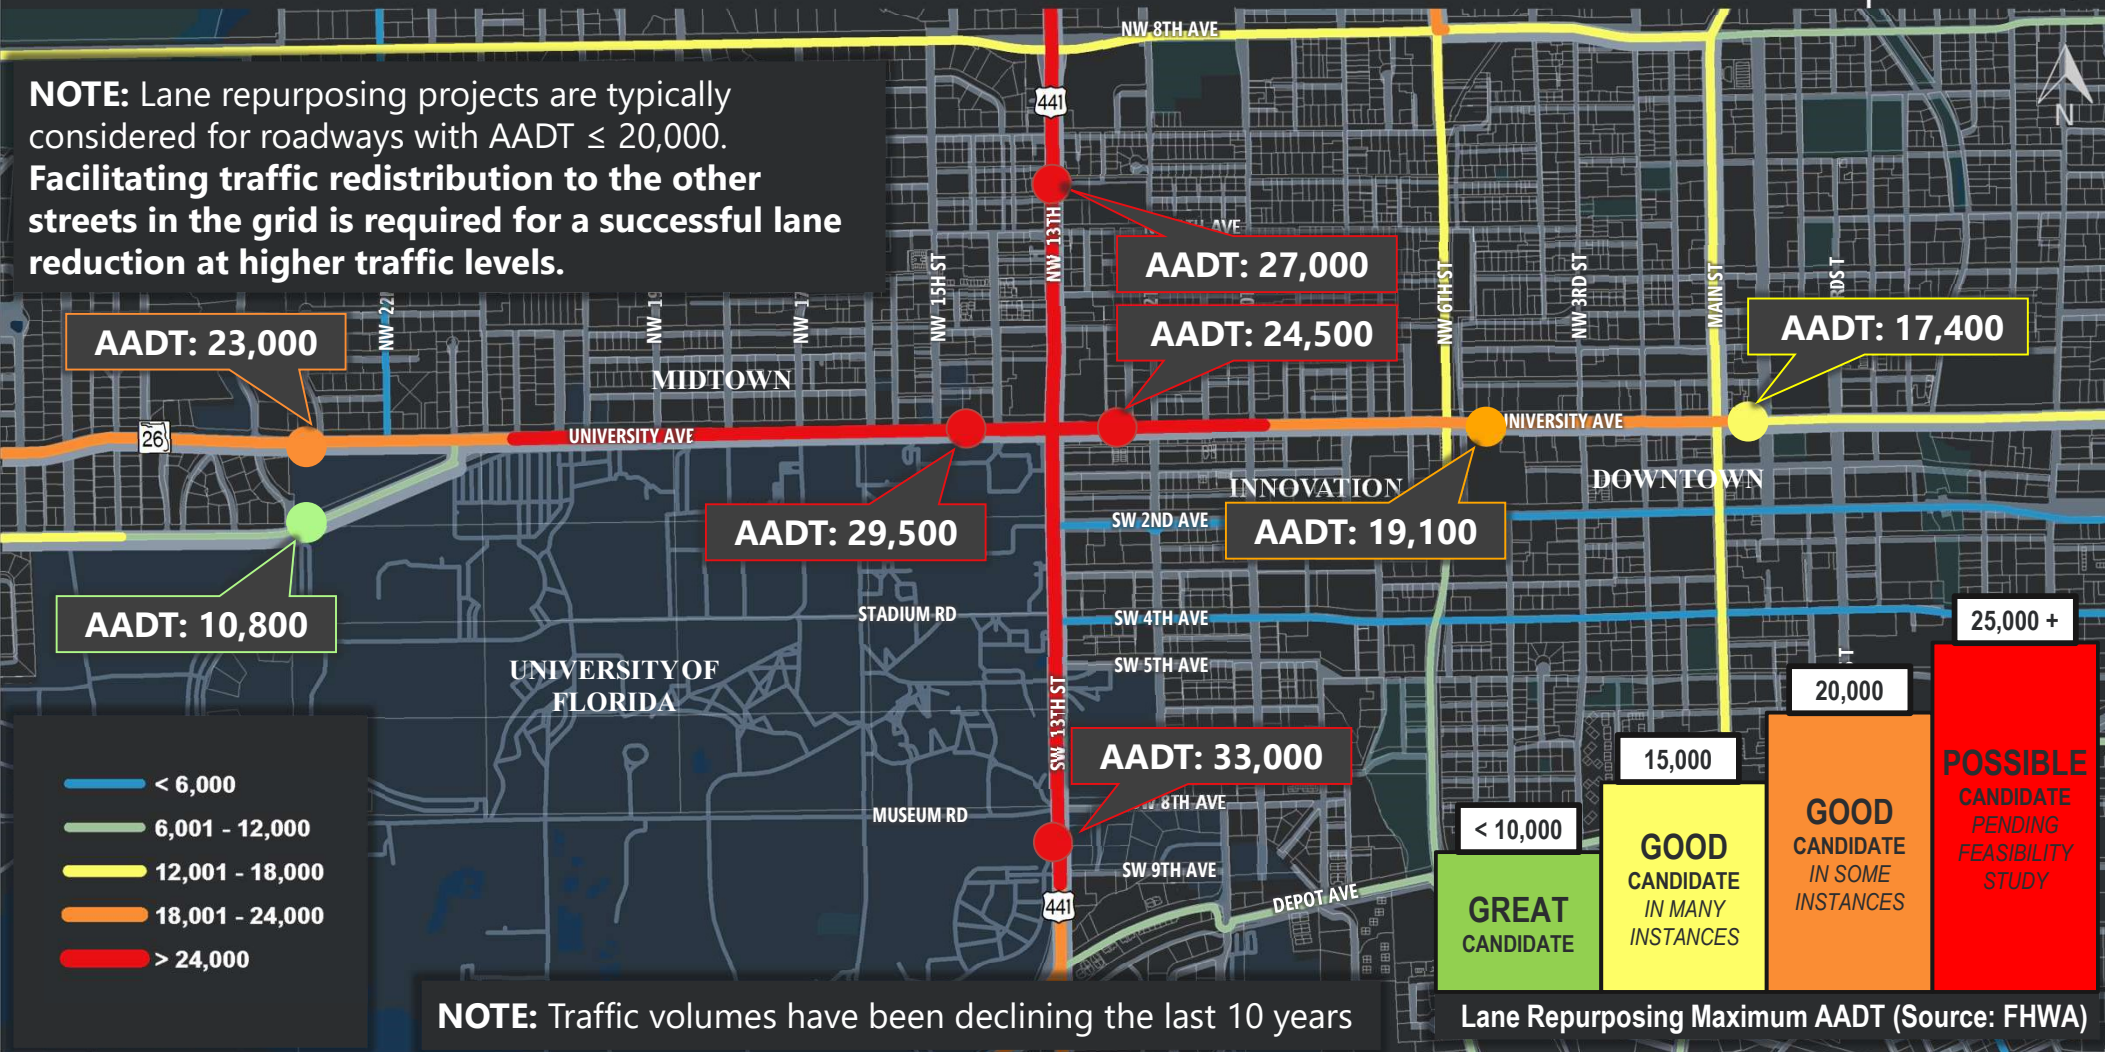 NW 8TH AVE
NOTE: Lane repurposing projects are typically
considered for roadways with AADT ≤ 20,000.
Facilitating traffic redistribution to the other
streets in the grid is required for a successful lane
reduction at higher traffic levels.
441
N
NW 13TH
AVE
AADT: 27,000
NW 15H ST
NW 6TH ST
NW 3RD ST
MAIN ST
AADT: 23,000
AADT: 24,500
AADT: 17,400
NW
NW
NW
MIDTOWN
26
UNIVERSITY AVE
UNIVERSITY AVE
INNOVATION
DOWNTOWN
SW 2ND AVE
AADT: 29,500
AADT: 19,100
AADT: 10,800
STADIUM RD
SW 4TH AVE
SW 5TH AVE
UNIVERSITY OF
FLORIDA
SW 13TH ST
AADT: 33,000
8TH AVE
MUSEUM RD
SW 9TH AVE
DEPOT AVE
441
< 6,000
6,001 - 12,000
12,001 - 18,000
18,001 - 24,000
> 24,000
NOTE: Traffic volumes have been declining the last 10 years
< 10,000
GREAT
CANDIDATE
15,000
GOOD
CANDIDATE
IN MANY
INSTANCES
20,000
GOOD
CANDIDATE
IN SOME
INSTANCES
25,000 +
POSSIBLE
CANDIDATE
PENDING
FEASIBILITY
STUDY
Lane Repurposing Maximum AADT (Source: FHWA)